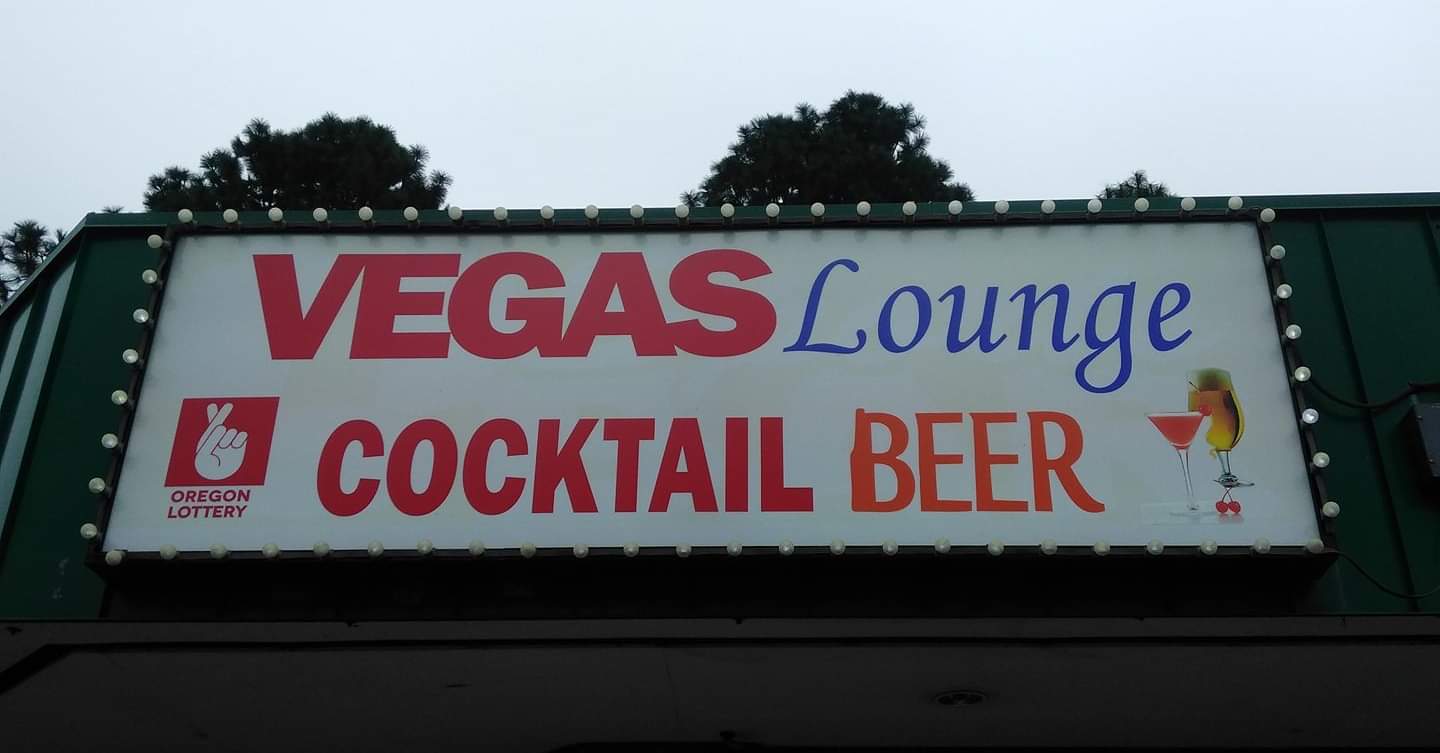 VEGAS Lounge
COCKTAIL BEER
OREGON
LOTTERY